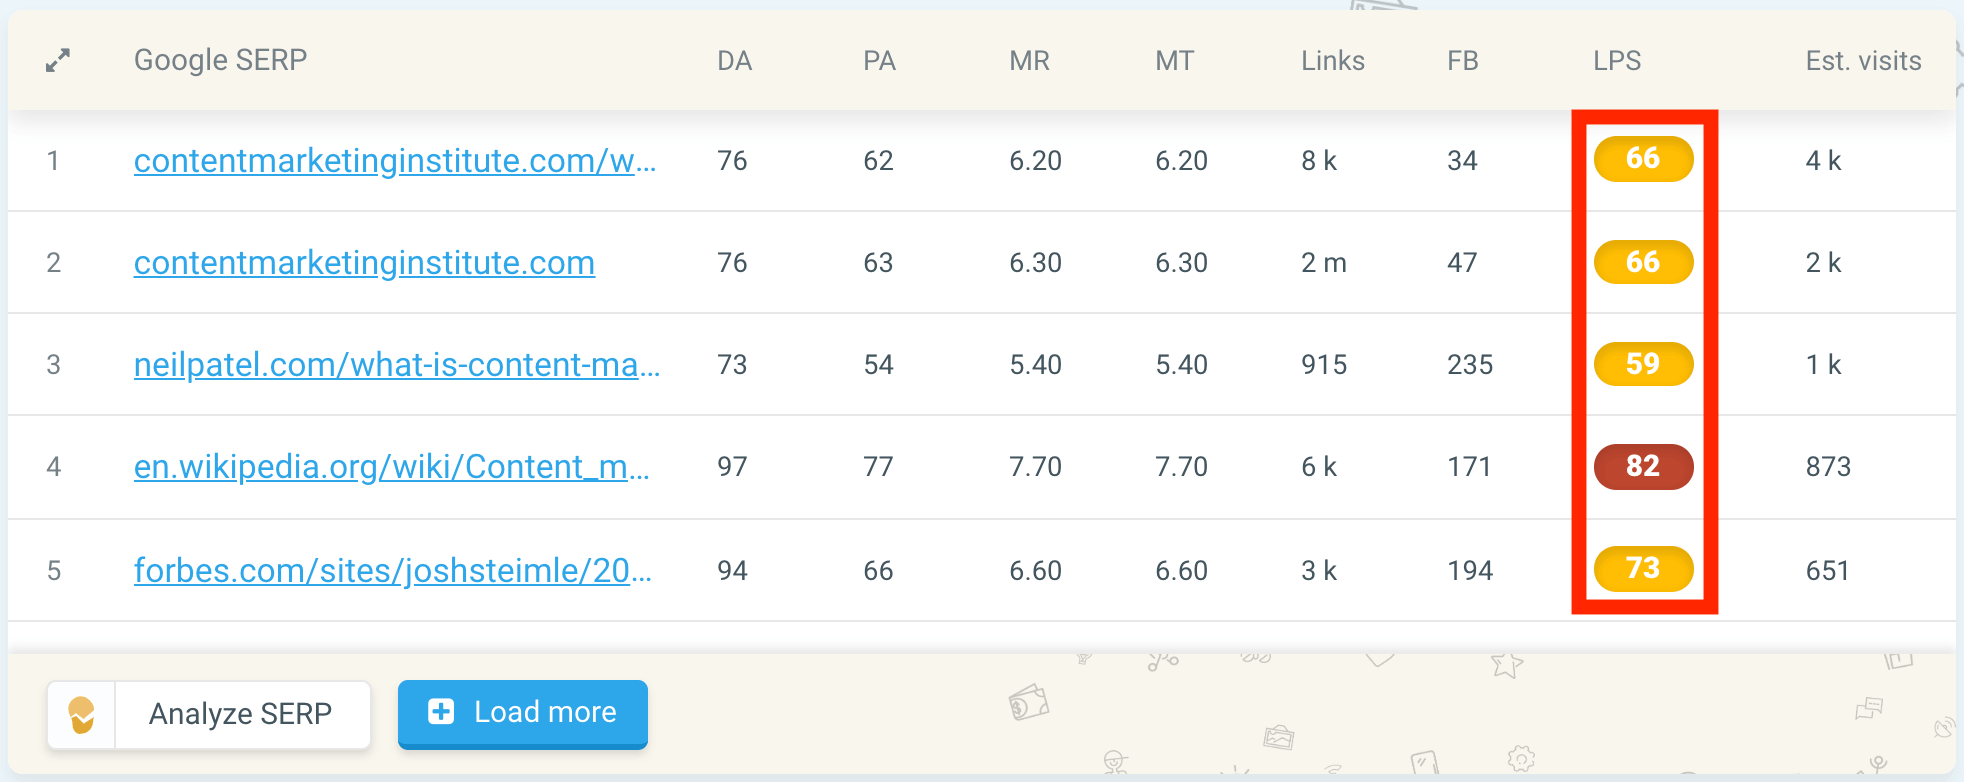 Google SERP DA PA MR MT Links FB LPS Est. visits
1 contentmarketinginstitute.com/w... 76 62 6.20 6.20 8 k 34 66 4 k
2 contentmarketinginstitute.com 76 63 6.30 6.30 2 m 47 66 2 k
3 neilpatel.com/what-is-content-ma... 73 54 5.40 5.40 915 235 59 1 k
4 en.wikipedia.org/wiki/Content_m... 97 77 7.70 7.70 6 k 171 82 873
5 forbes.com/sites/joshsteimle/20... 94 66 6.60 6.60 3 k 194 73 651
Analyze SERP Load more